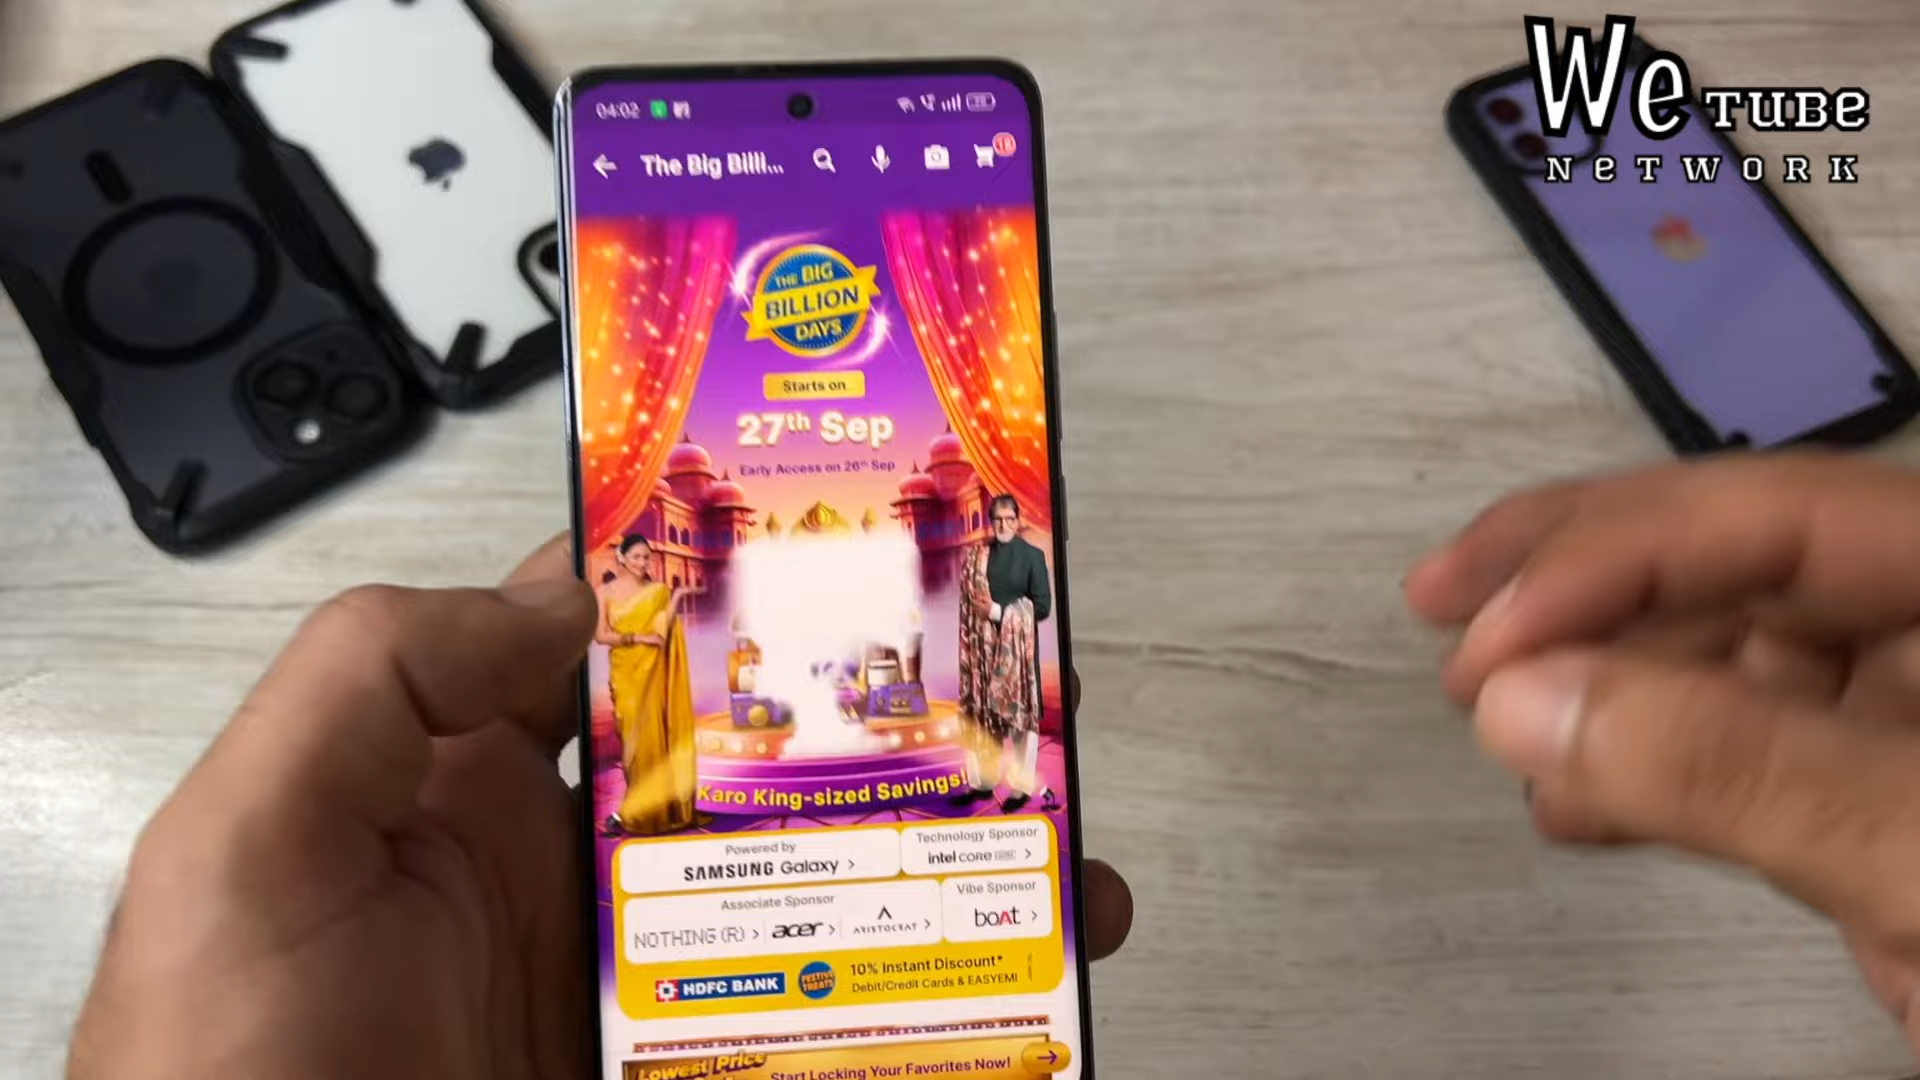 We TUBE
NETWORK
04:02
The Big Billi...
THE BIG
BILLION
DAYS
Starts on
27th Sep
Early Access on 26th Sep
Karo King-sized Savings!
Powered by
SAMSUNG Galaxy >
Technology Sponsor
intel CORE >
Associate Sponsor
NOTHING (R) > acer > ARISTOCRAT >
Vibe Sponsor
boAt >
HDFC BANK
FESTIVE
TREATS
10% Instant Discount*
Debit/Credit Cards & EASYEMI
Lowest Price
Start Locking Your Favorites Now!